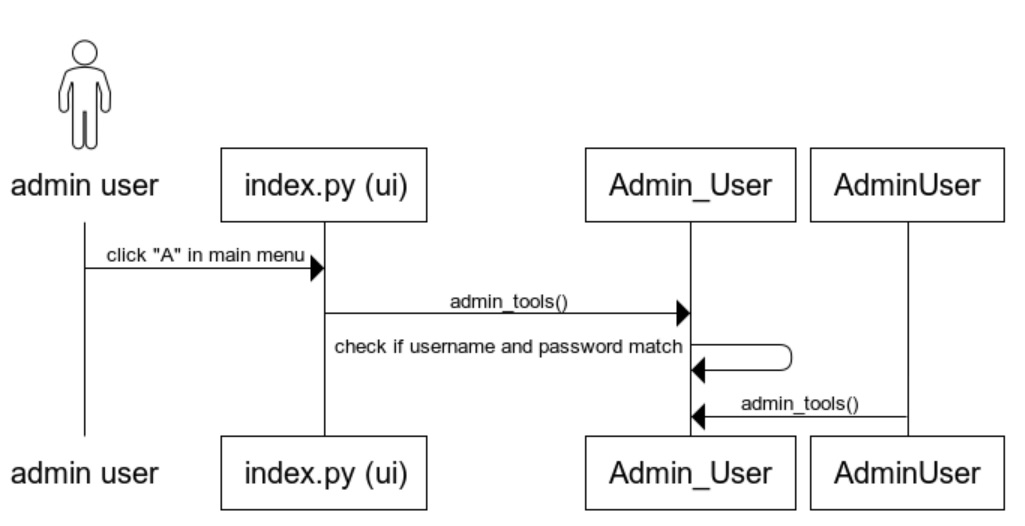 admin user
index.py (ui)
Admin_User
AdminUser
click "A" in main menu
admin_tools()
check if username and password match
admin_tools()
admin user
index.py (ui)
Admin_User
AdminUser